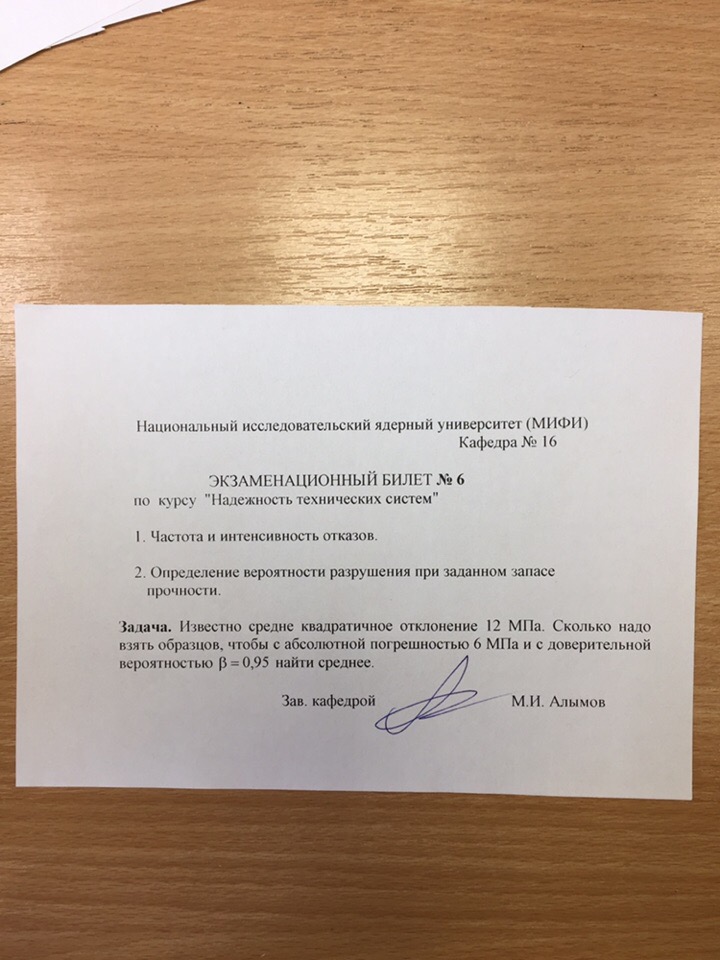 Национальный исследовательский ядерный университет (МИФИ)
Кафедра № 16
ЭКЗАМЕНАЦИОННЫЙ БИЛЕТ № 6
по курсу "Надежность технических систем"
1. Частота и интенсивность отказов.
2. Определение вероятности разрушения при заданном запасе
прочности.
Задача. Известно средне квадратичное отклонение 12 МПа. Сколько надо
взять образцов, чтобы с абсолютной погрешностью 6 МПа и с доверительной
вероятностью β = 0,95 найти среднее.
Зав. кафедрой М.И. Алымов